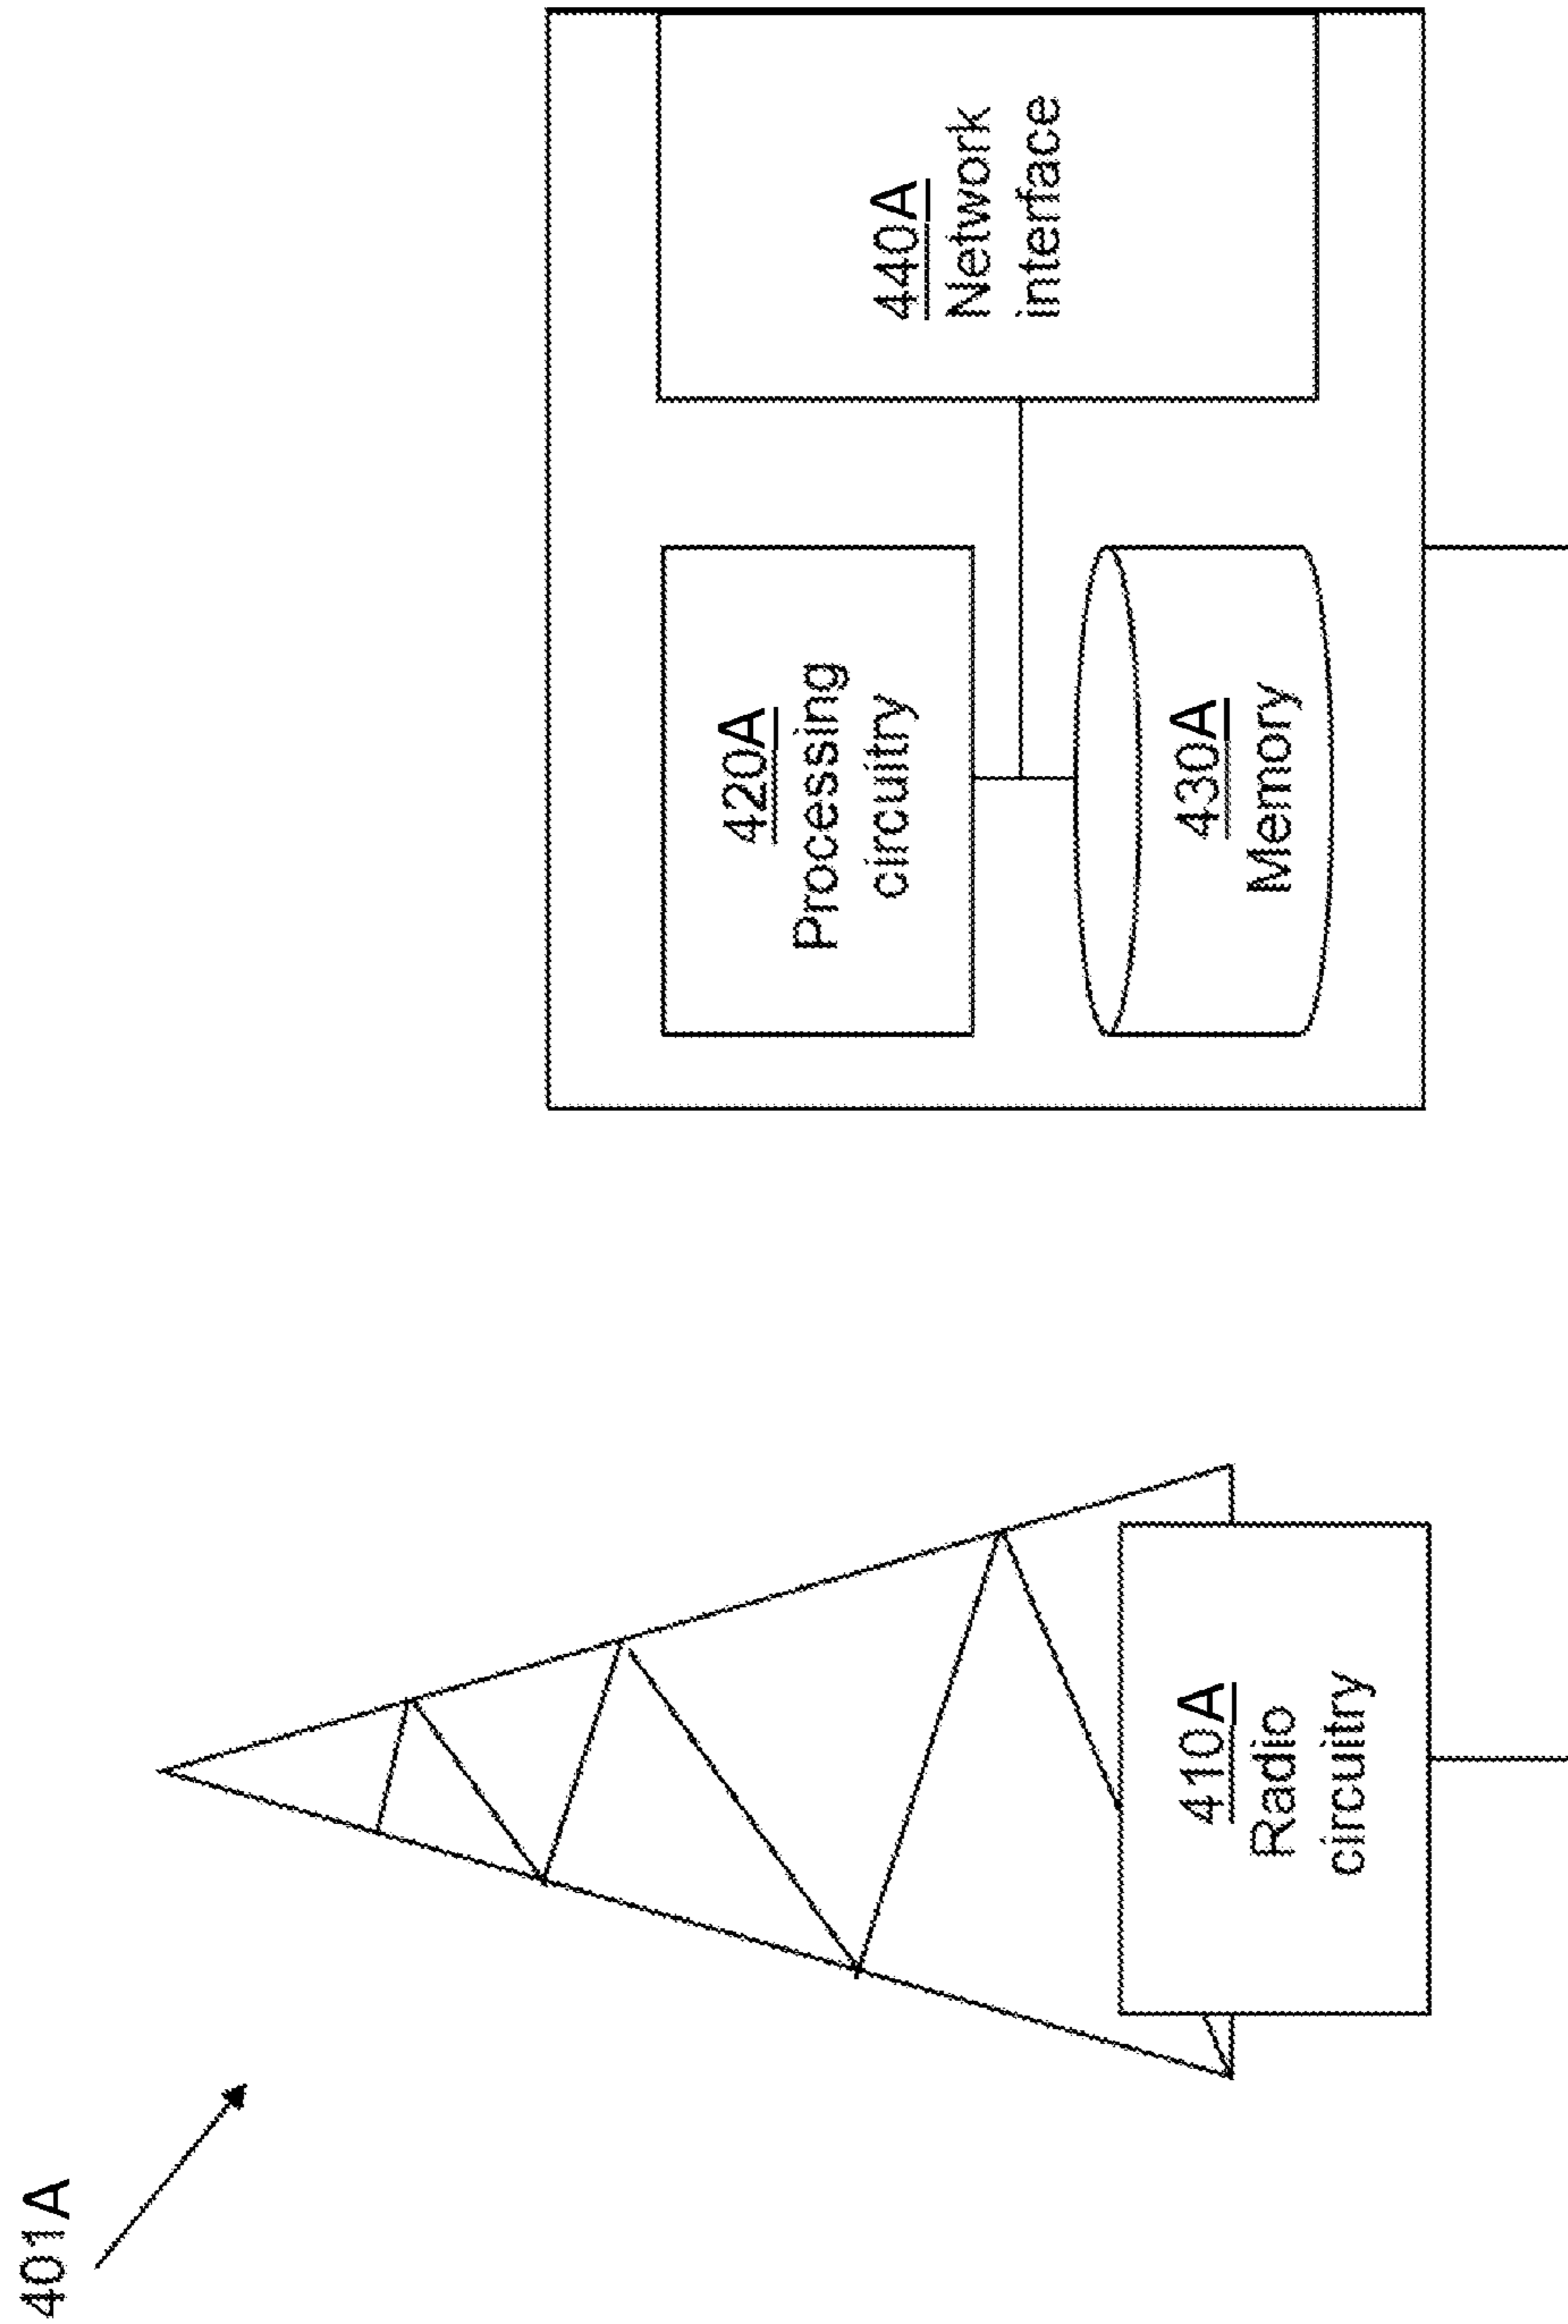 401A
410A
Radio
circuitry
420A
Processing
circuitry
430A
Memory
440A
Network
interface